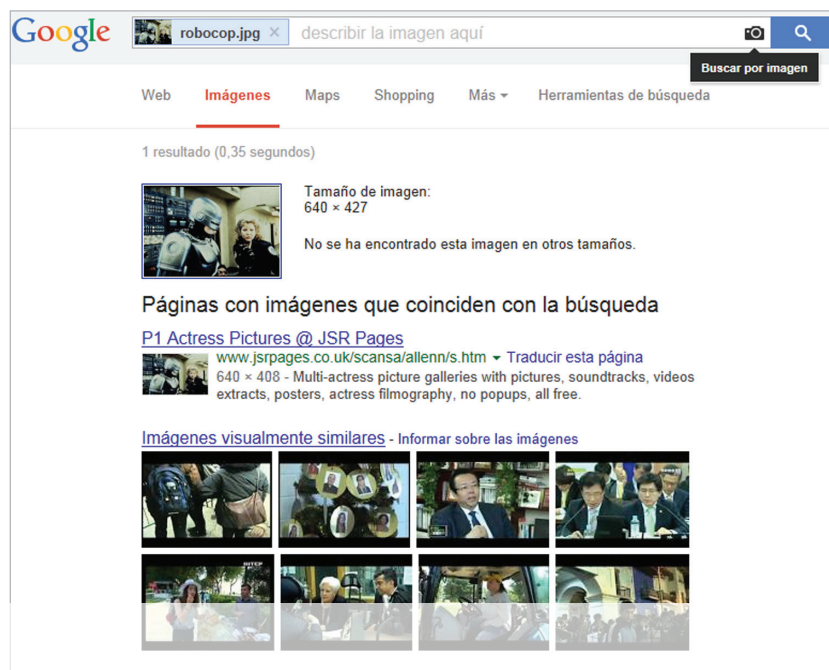 Google robocop.jpg × describir la imagen aquí
Buscar por imagen
Web Imágenes Maps Shopping Más Herramientas de búsqueda
1 resultado (0,35 segundos)
Tamaño de imagen:
640 × 427
No se ha encontrado esta imagen en otros tamaños.
Páginas con imágenes que coinciden con la búsqueda
P1 Actress Pictures @ JSR Pages
www.jsrpages.co.uk/scansa/allenn/s.htm Traducir esta página
640 × 408 - Multi-actress picture galleries with pictures, soundtracks, videos
extracts, posters, actress filmography, no popups, all free.
Imágenes visualmente similares - Informar sobre las imágenes